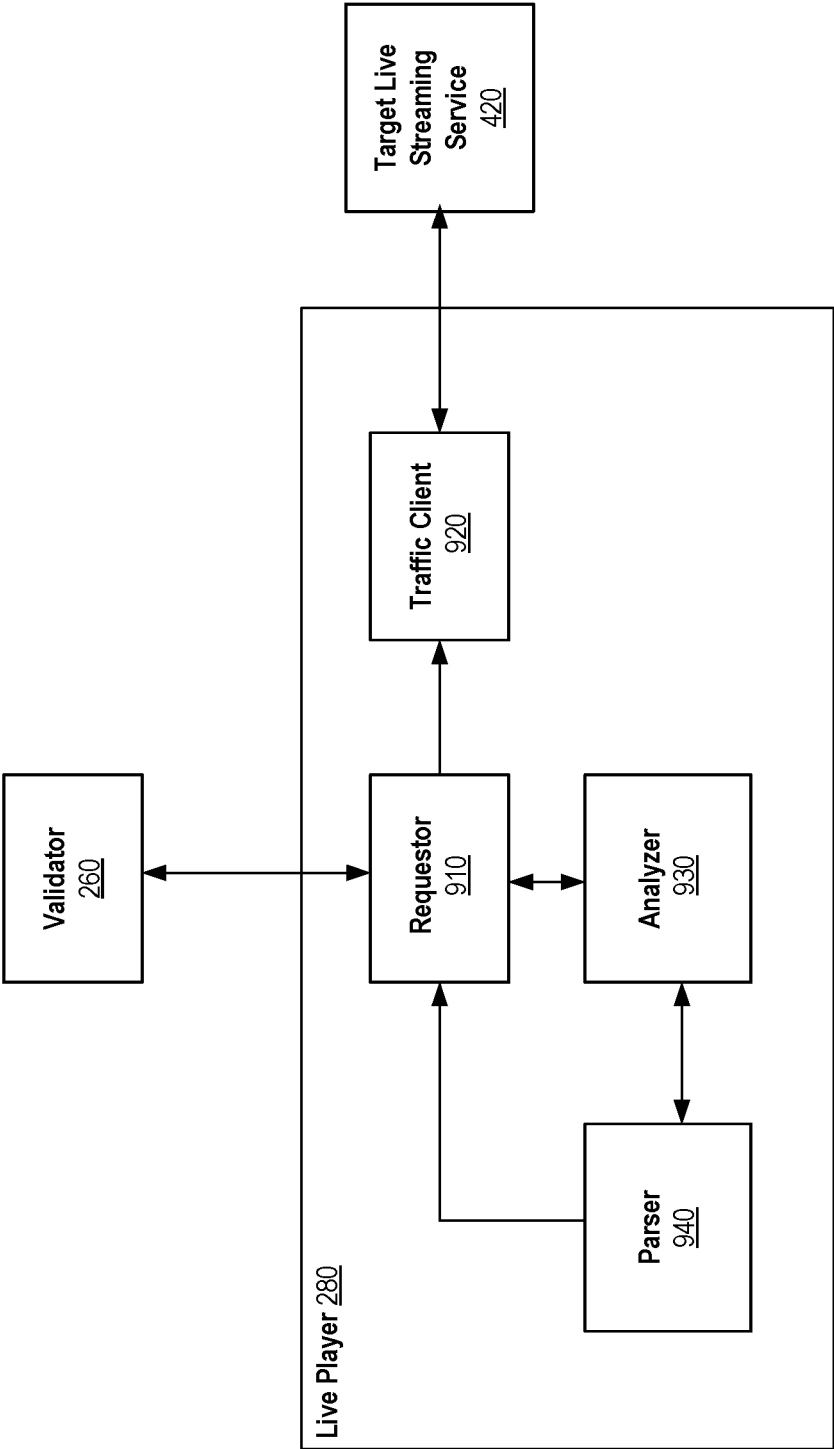 Target Live
Streaming
Service
420
Traffic Client
920
Validator
260
Requestor
910
Analyzer
930
Parser
940
Live Player 280